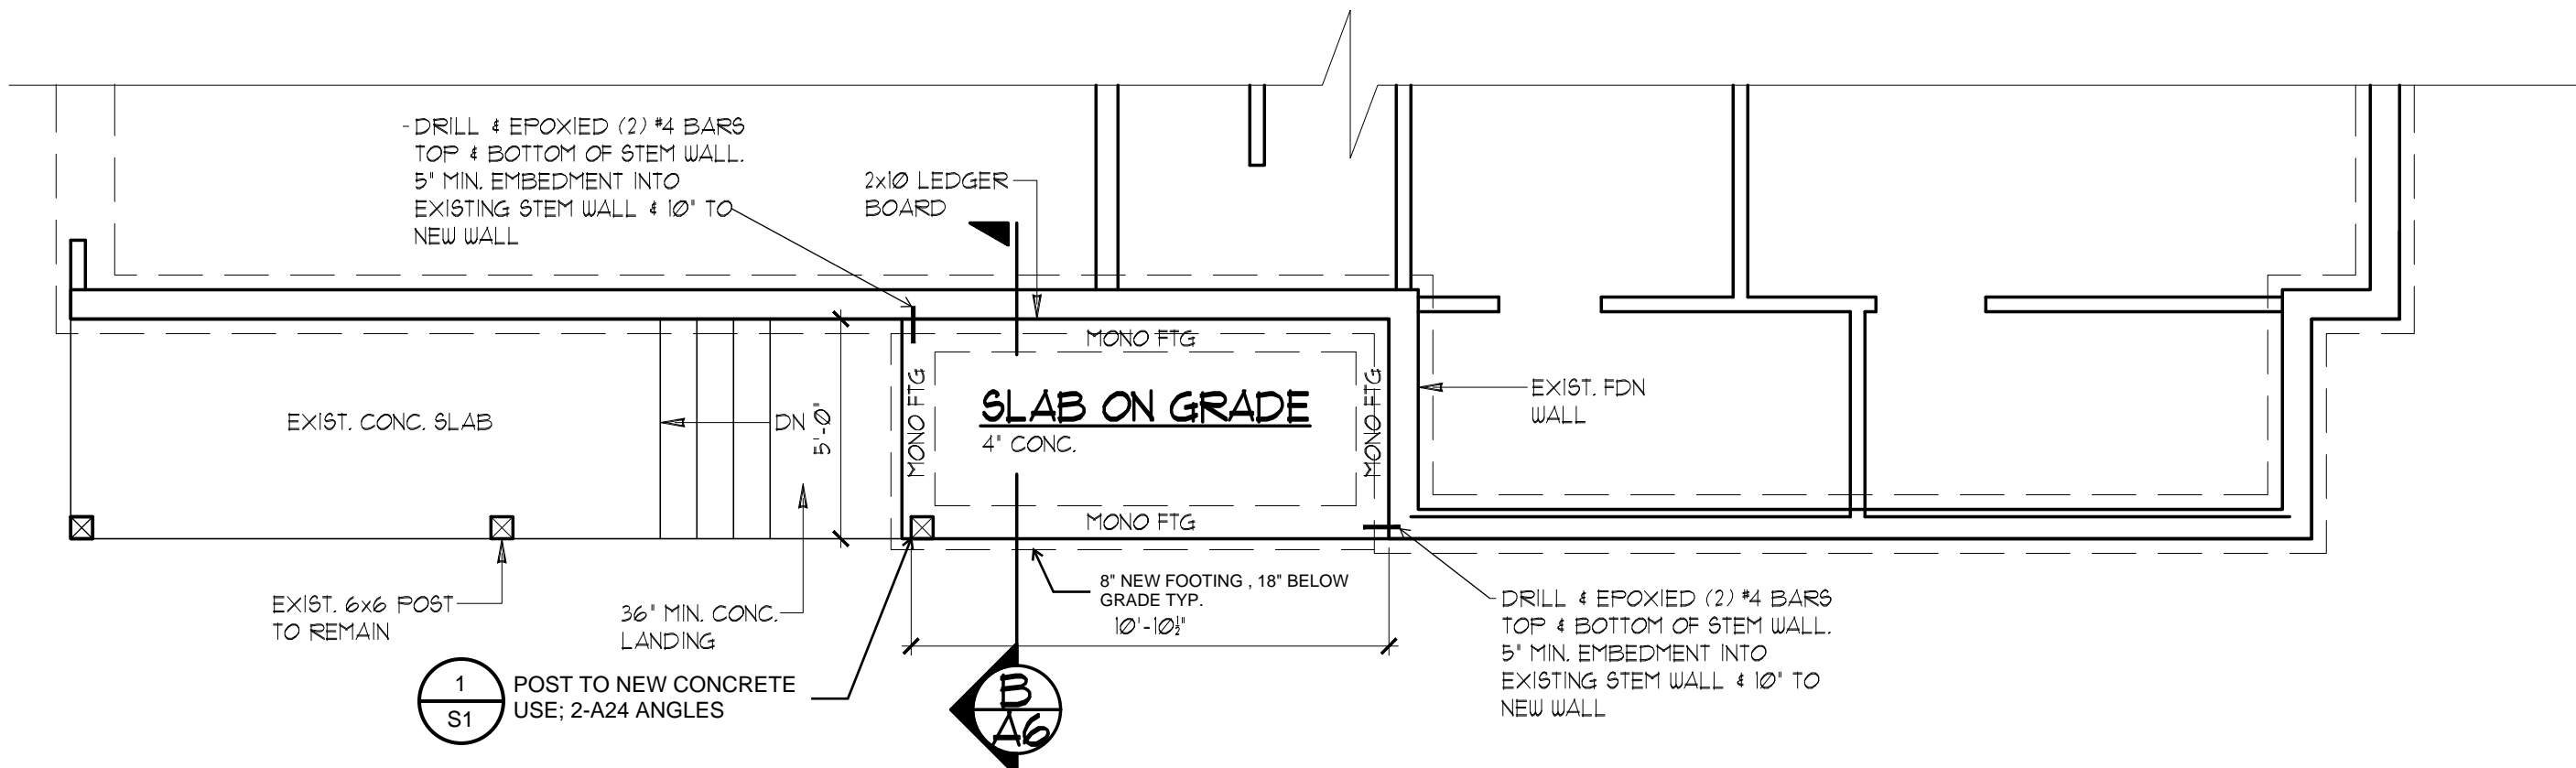 - DRILL & EPOXIED (2) #4 BARS
TOP & BOTTOM OF STEM WALL.
5" MIN. EMBEDMENT INTO
EXISTING STEM WALL & 10" TO
NEW WALL
2x10 LEDGER
BOARD
MONO FTG
MONO FTG
SLAB ON GRADE
4" CONC.
MONO FTG
MONO FTG
EXIST. CONC. SLAB
DN
5'-0"
EXIST. FDN
WALL
EXIST. 6x6 POST
TO REMAIN
36" MIN. CONC.
LANDING
8" NEW FOOTING , 18" BELOW
GRADE TYP.
10'-10½"
DRILL & EPOXIED (2) #4 BARS
TOP & BOTTOM OF STEM WALL.
5" MIN. EMBEDMENT INTO
EXISTING STEM WALL & 10" TO
NEW WALL
1
S1
POST TO NEW CONCRETE
USE; 2-A24 ANGLES
B
A6